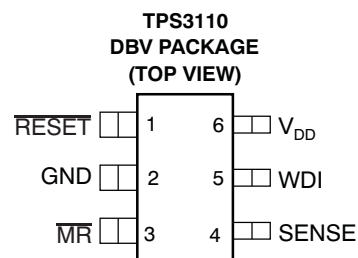 TPS3110
DBV PACKAGE
(TOP VIEW)
RESET 1 6 VDD
GND 2 5 WDI
MR 3 4 SENSE